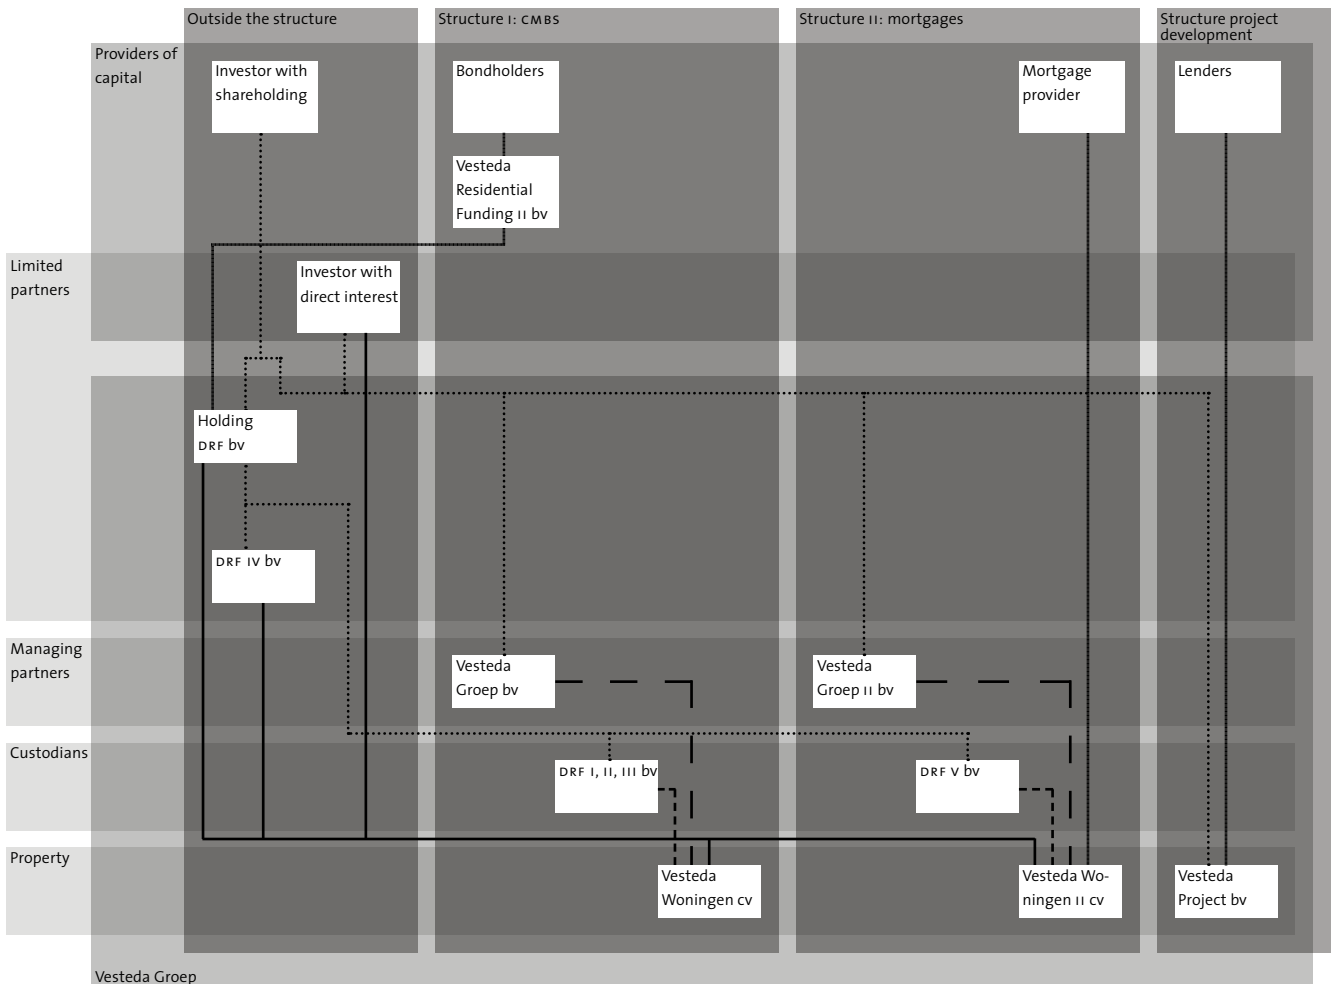 Outside the structure
Structure I: CMBS
Structure II: mortgages
Structure project
development
Providers of
capital
Investor with
shareholding
Bondholders
Mortgage
provider
Lenders
Vesteda
Residential
Funding II bv
Limited
partners
Investor with
direct interest
Holding
DRF bv
DRF IV bv
Managing
partners
Vesteda
Groep bv
Vesteda
Groep II bv
Custodians
DRF I, II, III bv
DRF V bv
Property
Vesteda
Woningen cv
Vesteda Wo-
ningen II cv
Vesteda
Project bv
Vesteda Groep